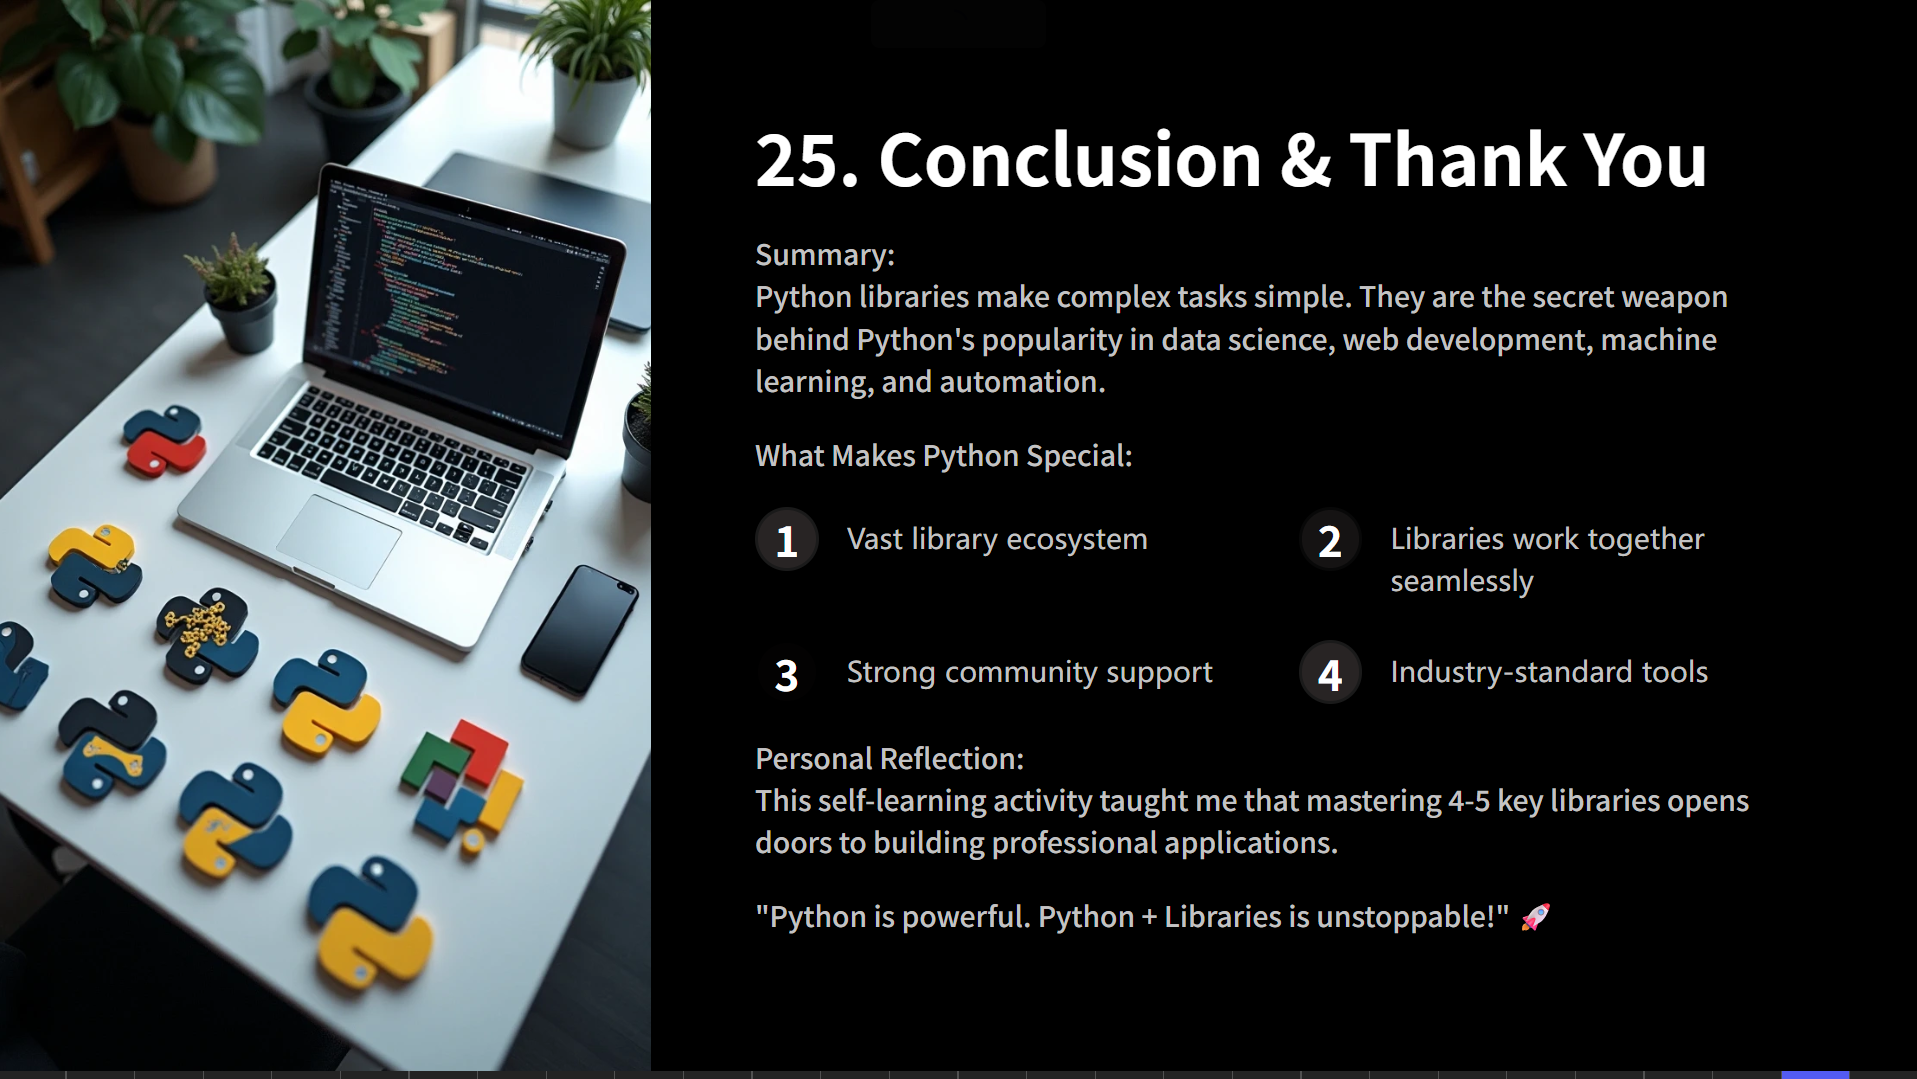 25. Conclusion & Thank You
Summary:
Python libraries make complex tasks simple. They are the secret weapon
behind Python's popularity in data science, web development, machine
learning, and automation.
What Makes Python Special:
1 Vast library ecosystem
2 Libraries work together
seamlessly
3 Strong community support
4 Industry-standard tools
Personal Reflection:
This self-learning activity taught me that mastering 4-5 key libraries opens
doors to building professional applications.
"Python is powerful. Python + Libraries is unstoppable!" 🚀